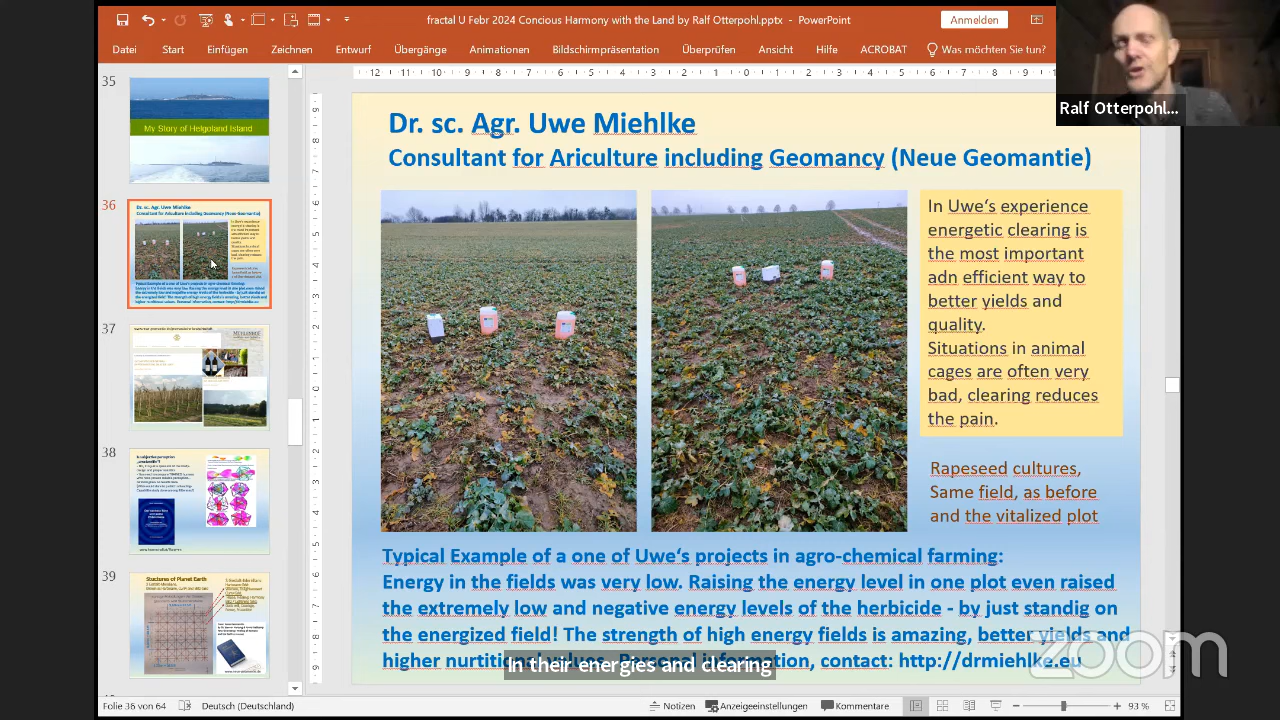 fractal U Febr 2024 Concious Harmony with the Land by Ralf Otterpohl.pptx - PowerPoint
Anmelden
Datei Start Einfügen Zeichnen Entwurf Übergänge Animationen Bildschirmpräsentation Überprüfen Ansicht Hilfe ACROBAT Was möchten Sie tun?
Ralf Otterpohl...
35
My Story of Helgoland Island
36
37
38
39
Structures of Planet Earth
Dr. sc. Agr. Uwe Miehlke
Consultant for Ariculture including Geomancy (Neue Geomantie)
In Uwe's experience
energetic clearing is
the most important
adn efficient way to
better yields and
quality.
Situations in animal
cages are often very
bad, clearing reduces
the pain.
Rapeseed cultures,
Same field, as before
and the vitalized plot
Typical Example of a one of Uwe's projects in agro-chemical farming:
Energy in the fields was very low. Raising the energy level in one plot even raised
the extremely low and negative energy levels of the herbicide - by just standig on
the energized field! The strength of high energy fields is amazing, better yields and
higher contact: http://drmiehlke.eu
In their energies and clearing
zoom
Folie 36 von 64 Deutsch (Deutschland) Notizen Anzeigeeinstellungen Kommentare 93 %